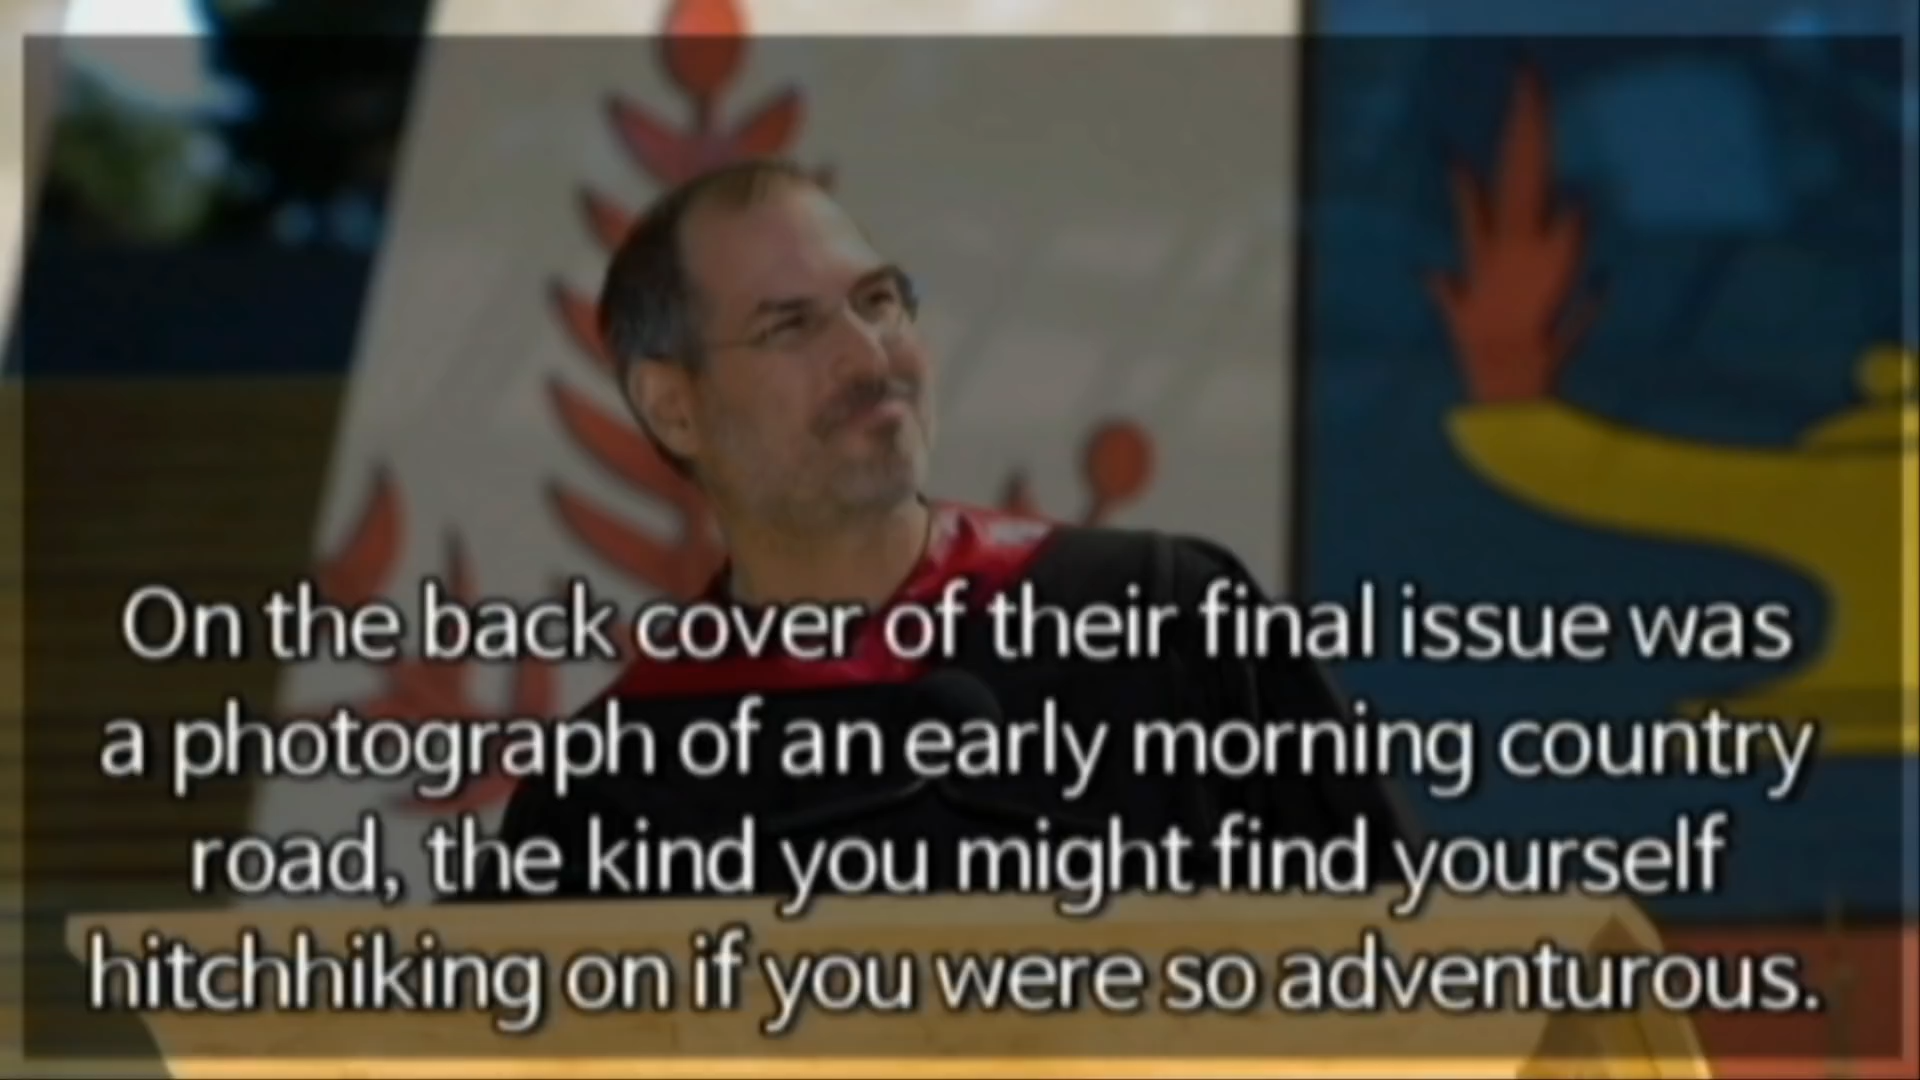 On the back cover of their final issue was
a photograph of an early morning country
road, the kind you might find yourself
hitchhiking on if you were so adventurous.